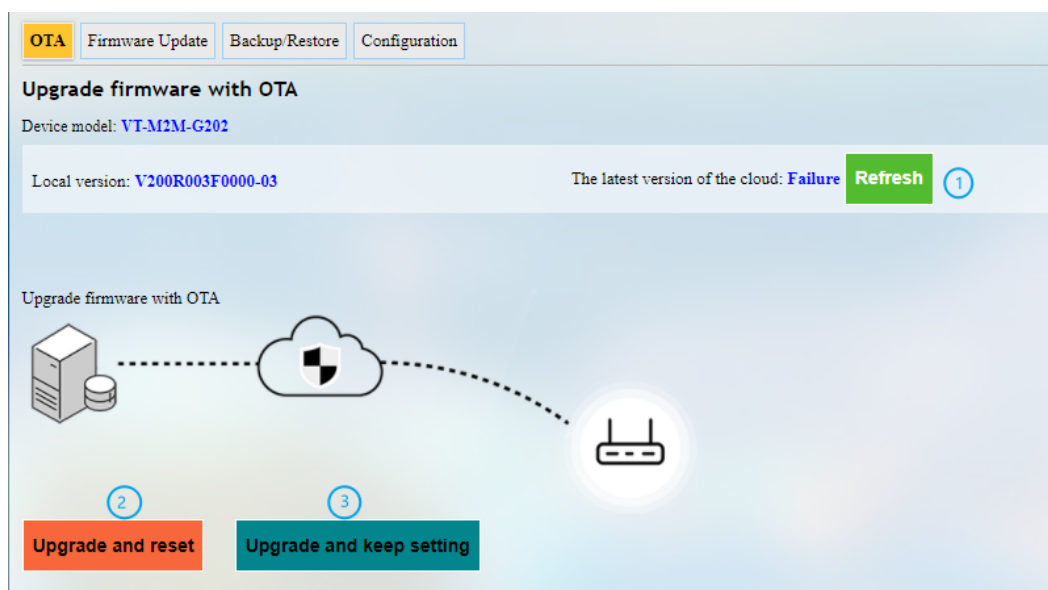 OTA Firmware Update Backup/Restore Configuration
Upgrade firmware with OTA
Device model: VT-M2M-G202
Local version: V200R003F0000-03 The latest version of the cloud: Failure Refresh 1
Upgrade firmware with OTA
2 3
Upgrade and reset Upgrade and keep setting